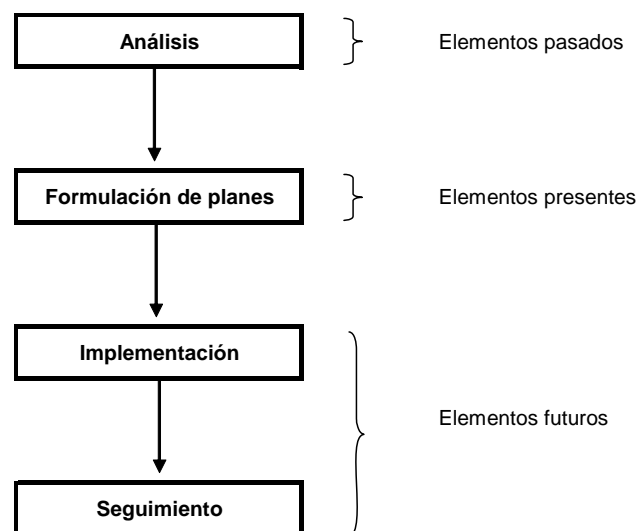 Análisis
Elementos pasados
Formulación de planes
Elementos presentes
Implementación
Elementos futuros
Seguimiento